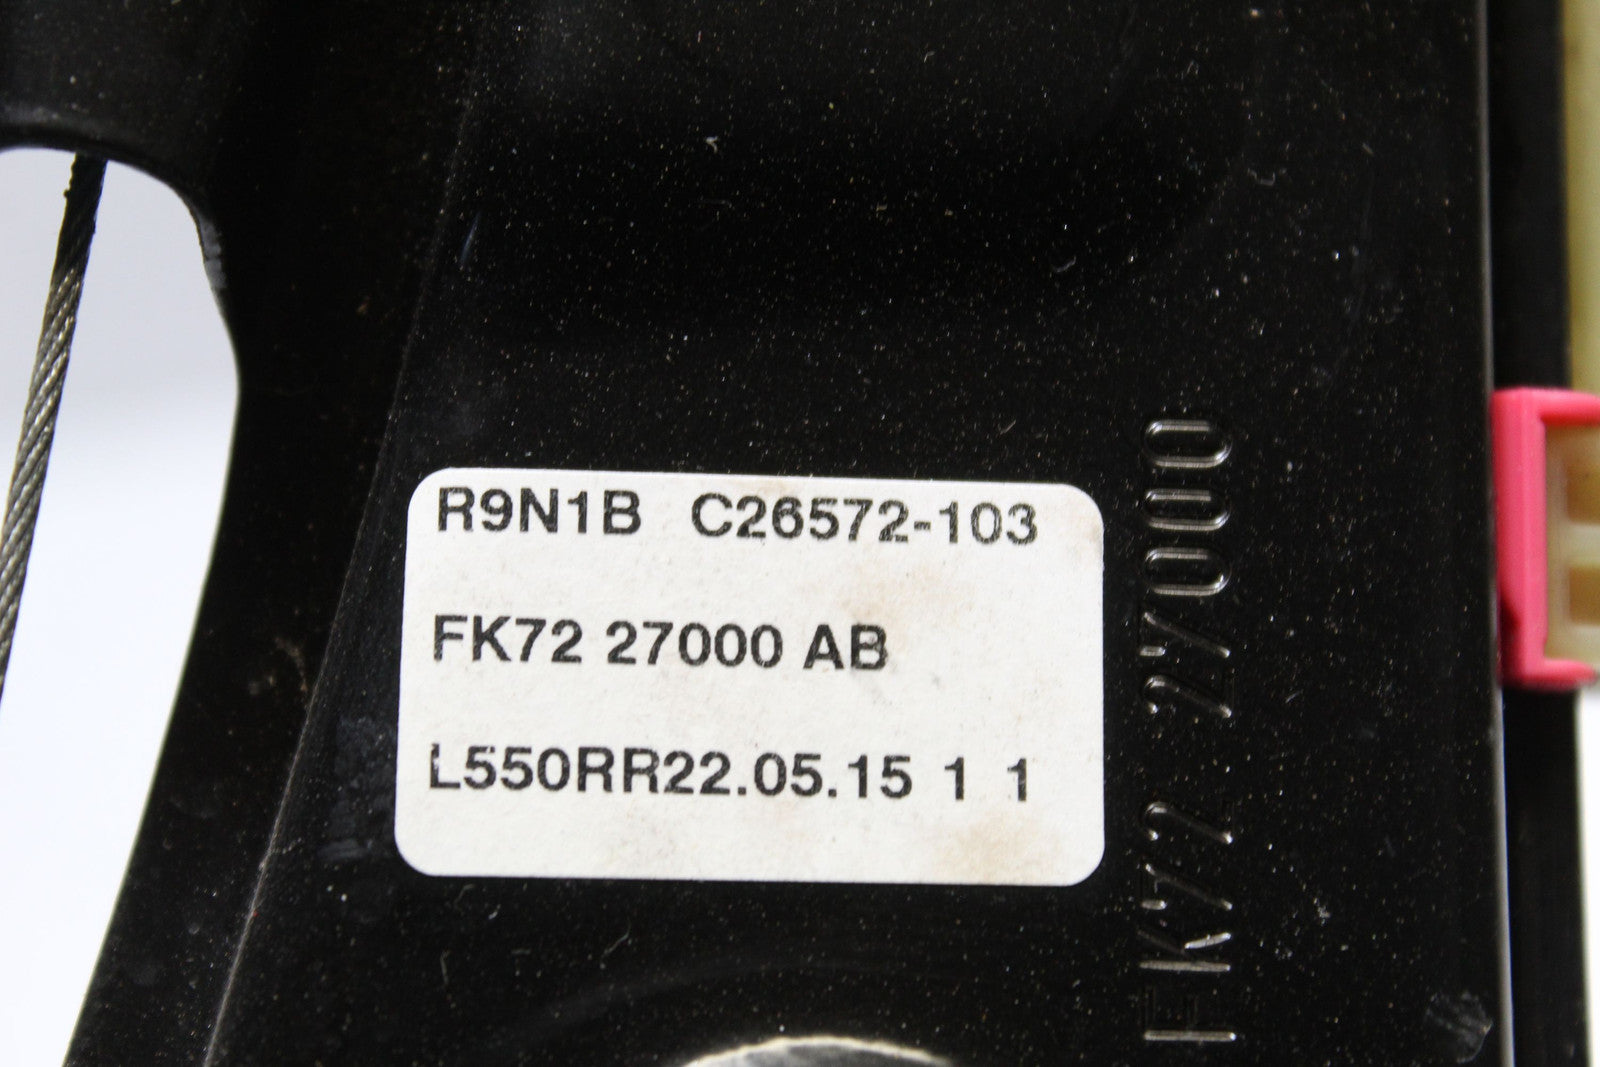 R9N1B C26572-103
FK72 27000 AB
L550RR22.05.15 1 1
FK72 27000